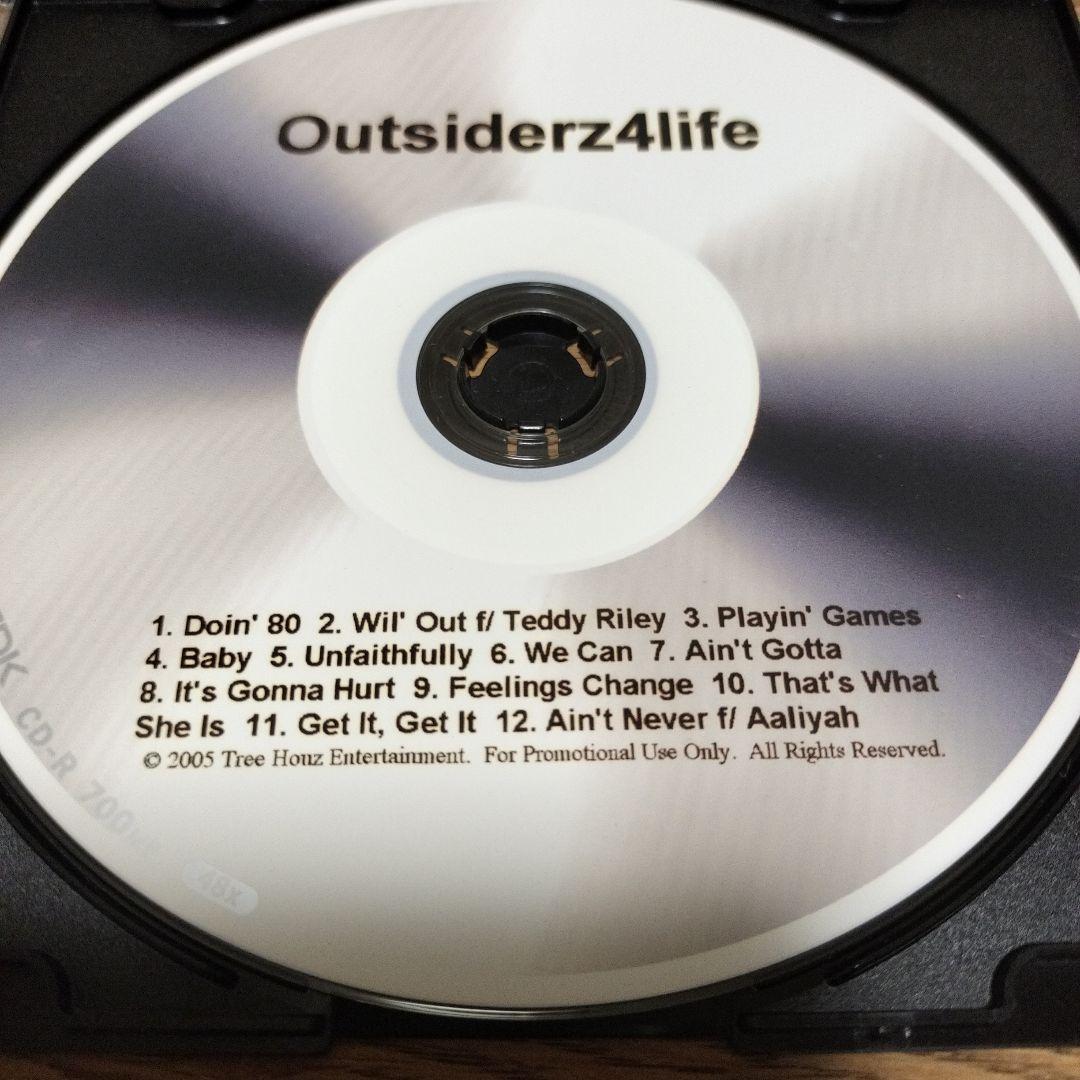 Outsiderz4life
1. Doin' 80 2. Wil' Out f/ Teddy Riley 3. Playin' Games
4. Baby 5. Unfaithfully 6. We Can 7. Ain't Gotta
8. It's Gonna Hurt 9. Feelings Change 10. That's What
She Is 11. Get It, Get It 12. Ain't Never f/ Aaliyah
© 2005 Tree Houz Entertainment. For Promotional Use Only. All Rights Reserved.
TDK CD-R 700MB
48X